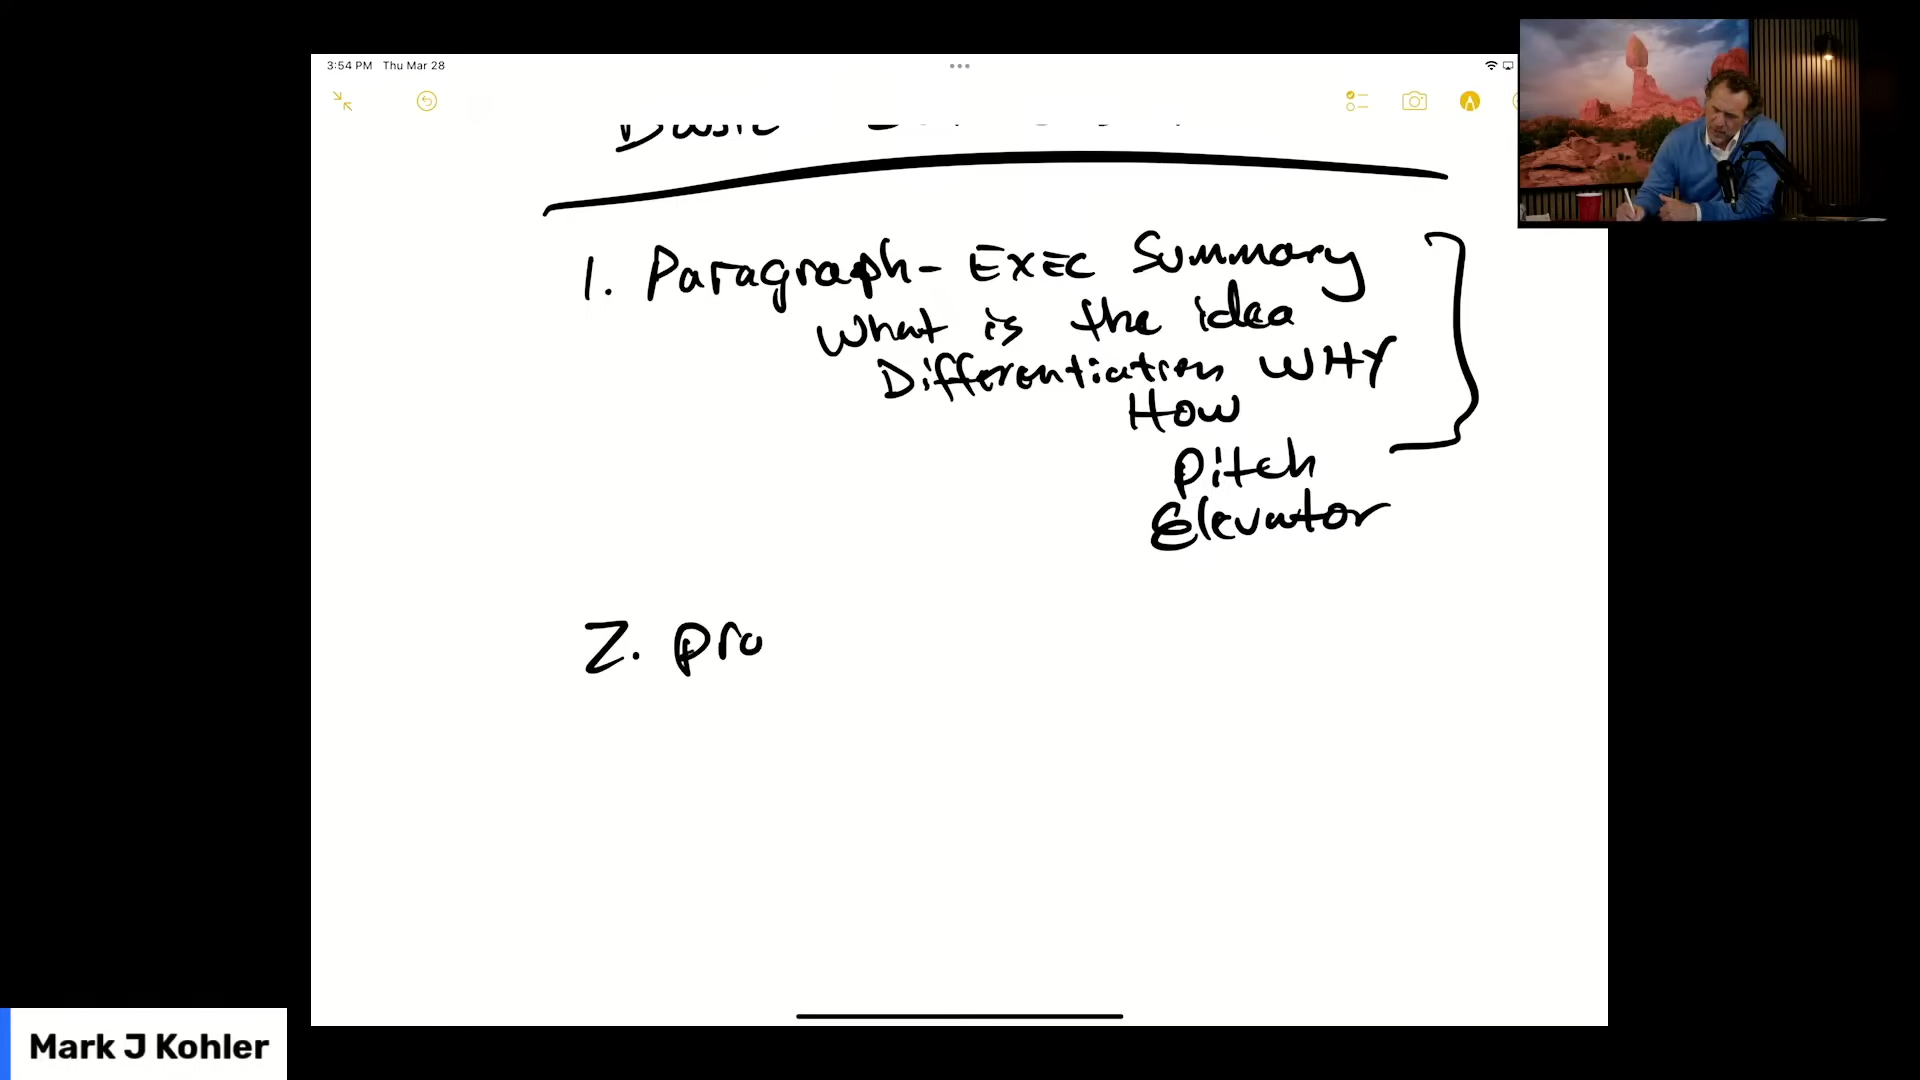 3:54 PM Thu Mar 28
Basic
1. Paragraph - EXEC Summary
What is the idea
Differentiation WHY
How
Pitch
Elevator
2. pro
Mark J Kohler